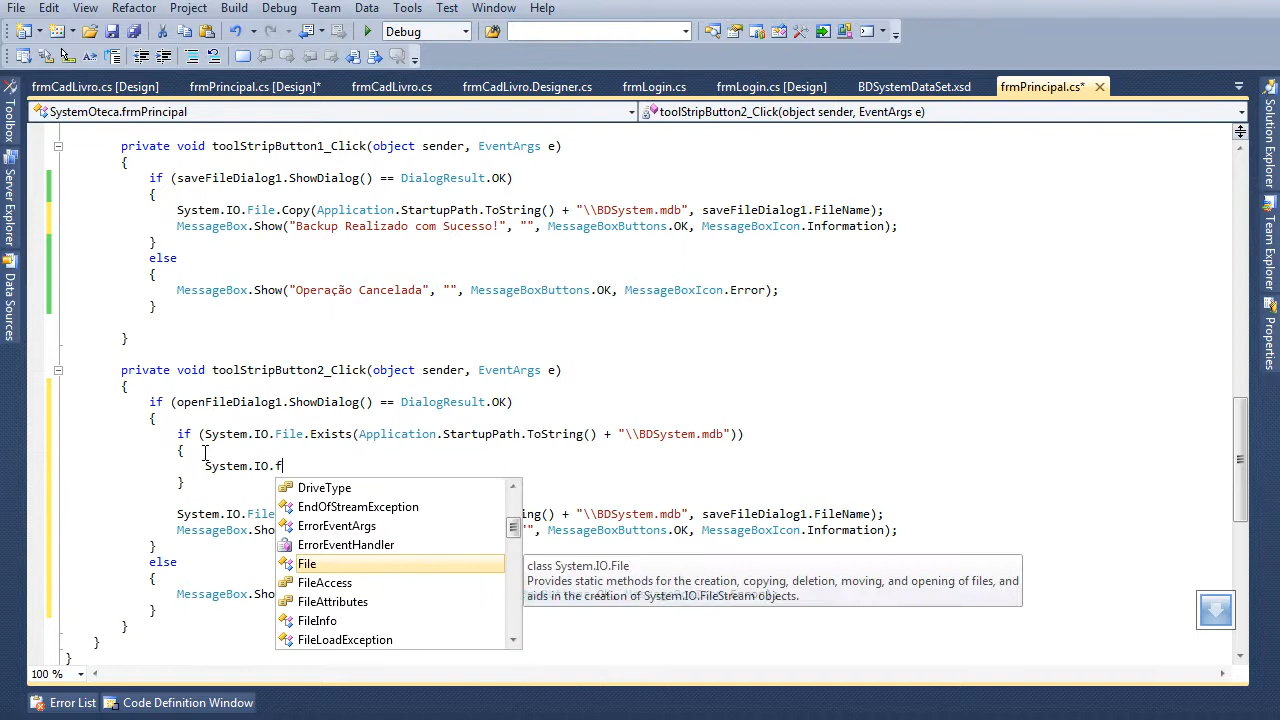 File Edit View Refactor Project Build Debug Team Data Tools Test Window Help
Debug
frmCadLivro.cs [Design] frmPrincipal.cs [Design]* frmCadLivro.cs frmCadLivro.Designer.cs frmLogin.cs frmLogin.cs [Design] BDSystemDataSet.xsd frmPrincipal.cs*
SystemOteca.frmPrincipal toolStripButton2_Click(object sender, EventArgs e)
Toolbox
Server Explorer
Data Sources
private void toolStripButton1_Click(object sender, EventArgs e)
{
if (saveFileDialog1.ShowDialog() == DialogResult.OK)
{
System.IO.File.Copy(Application.StartupPath.ToString() + "\\BDSystem.mdb", saveFileDialog1.FileName);
MessageBox.Show("Backup Realizado com Sucesso!", "", MessageBoxButtons.OK, MessageBoxIcon.Information);
}
else
{
MessageBox.Show("Operação Cancelada", "", MessageBoxButtons.OK, MessageBoxIcon.Error);
}
}
private void toolStripButton2_Click(object sender, EventArgs e)
{
if (openFileDialog1.ShowDialog() == DialogResult.OK)
{
if (System.IO.File.Exists(Application.StartupPath.ToString() + "\\BDSystem.mdb"))
{
System.IO.f
}
System.IO.File ing() + "\\BDSystem.mdb", saveFileDialog1.FileName);
MessageBox.Sho "", MessageBoxButtons.OK, MessageBoxIcon.Information);
}
else
{
MessageBox.Sho
}
}
}
}
DriveType
EndOfStreamException
ErrorEventArgs
ErrorEventHandler
File
FileAccess
FileAttributes
FileInfo
FileLoadException
class System.IO.File
Provides static methods for the creation, copying, deletion, moving, and opening of files, and
aids in the creation of System.IO.FileStream objects.
Solution Explorer
Team Explorer
Properties
100 %
Error List Code Definition Window